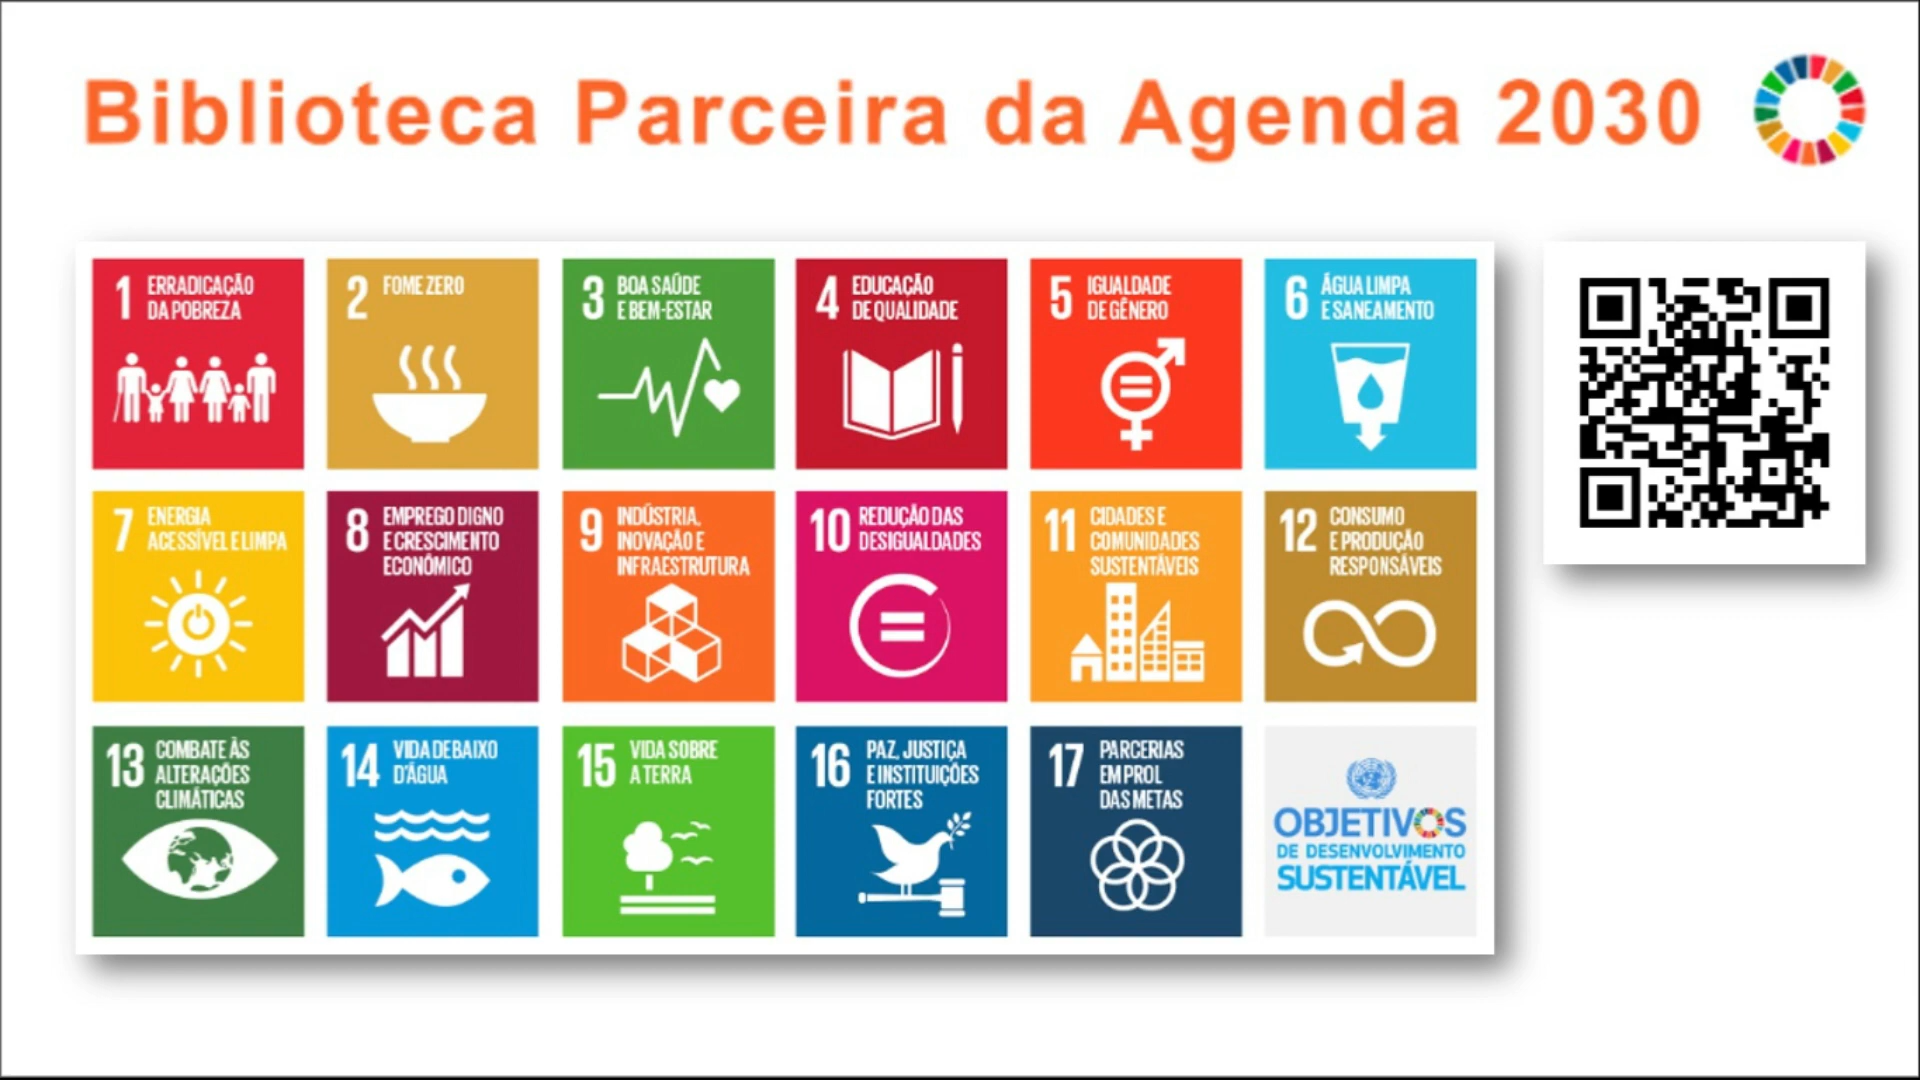 Biblioteca Parceira da Agenda 2030
1 ERRADICAÇÃO
DA POBREZA
2 FOME ZERO
3 BOA SAÚDE
E BEM-ESTAR
4 EDUCAÇÃO
DE QUALIDADE
5 IGUALDADE
DE GÊNERO
6 ÁGUA LIMPA
E SANEAMENTO
7 ENERGIA
ACESSÍVEL E LIMPA
8 EMPREGO DIGNO
E CRESCIMENTO
ECONÔMICO
9 INDÚSTRIA,
INOVAÇÃO E
INFRAESTRUTURA
10 REDUÇÃO DAS
DESIGUALDADES
11 CIDADES E
COMUNIDADES
SUSTENTÁVEIS
12 CONSUMO
E PRODUÇÃO
RESPONSÁVEIS
13 COMBATE ÀS
ALTERAÇÕES
CLIMÁTICAS
14 VIDA DEBAIXO
D'ÁGUA
15 VIDA SOBRE
A TERRA
16 PAZ, JUSTIÇA
E INSTITUIÇÕES
FORTES
17 PARCERIAS
EM PROL
DAS METAS
OBJETIVOS
DE DESENVOLVIMENTO
SUSTENTÁVEL